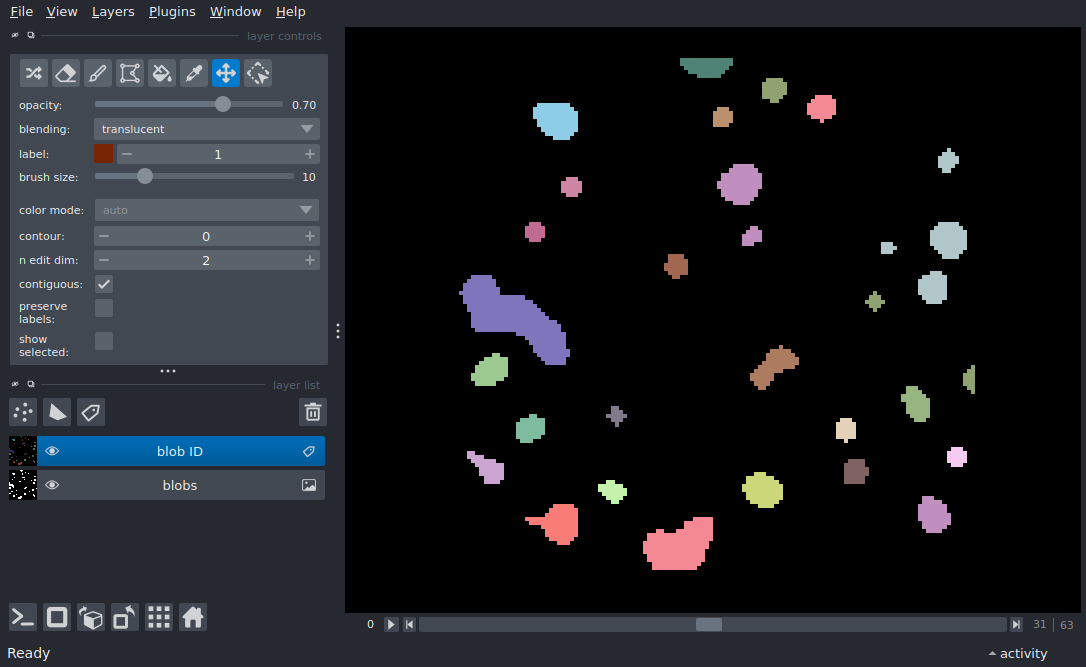 File View Layers Plugins Window Help
layer controls
opacity: 0.70
blending: translucent
label: 1
brush size: 10
color mode: auto
contour: 0
n edit dim: 2
contiguous:
preserve
labels:
show
selected:
layer list
blob ID
blobs
0 31 63
Ready activity